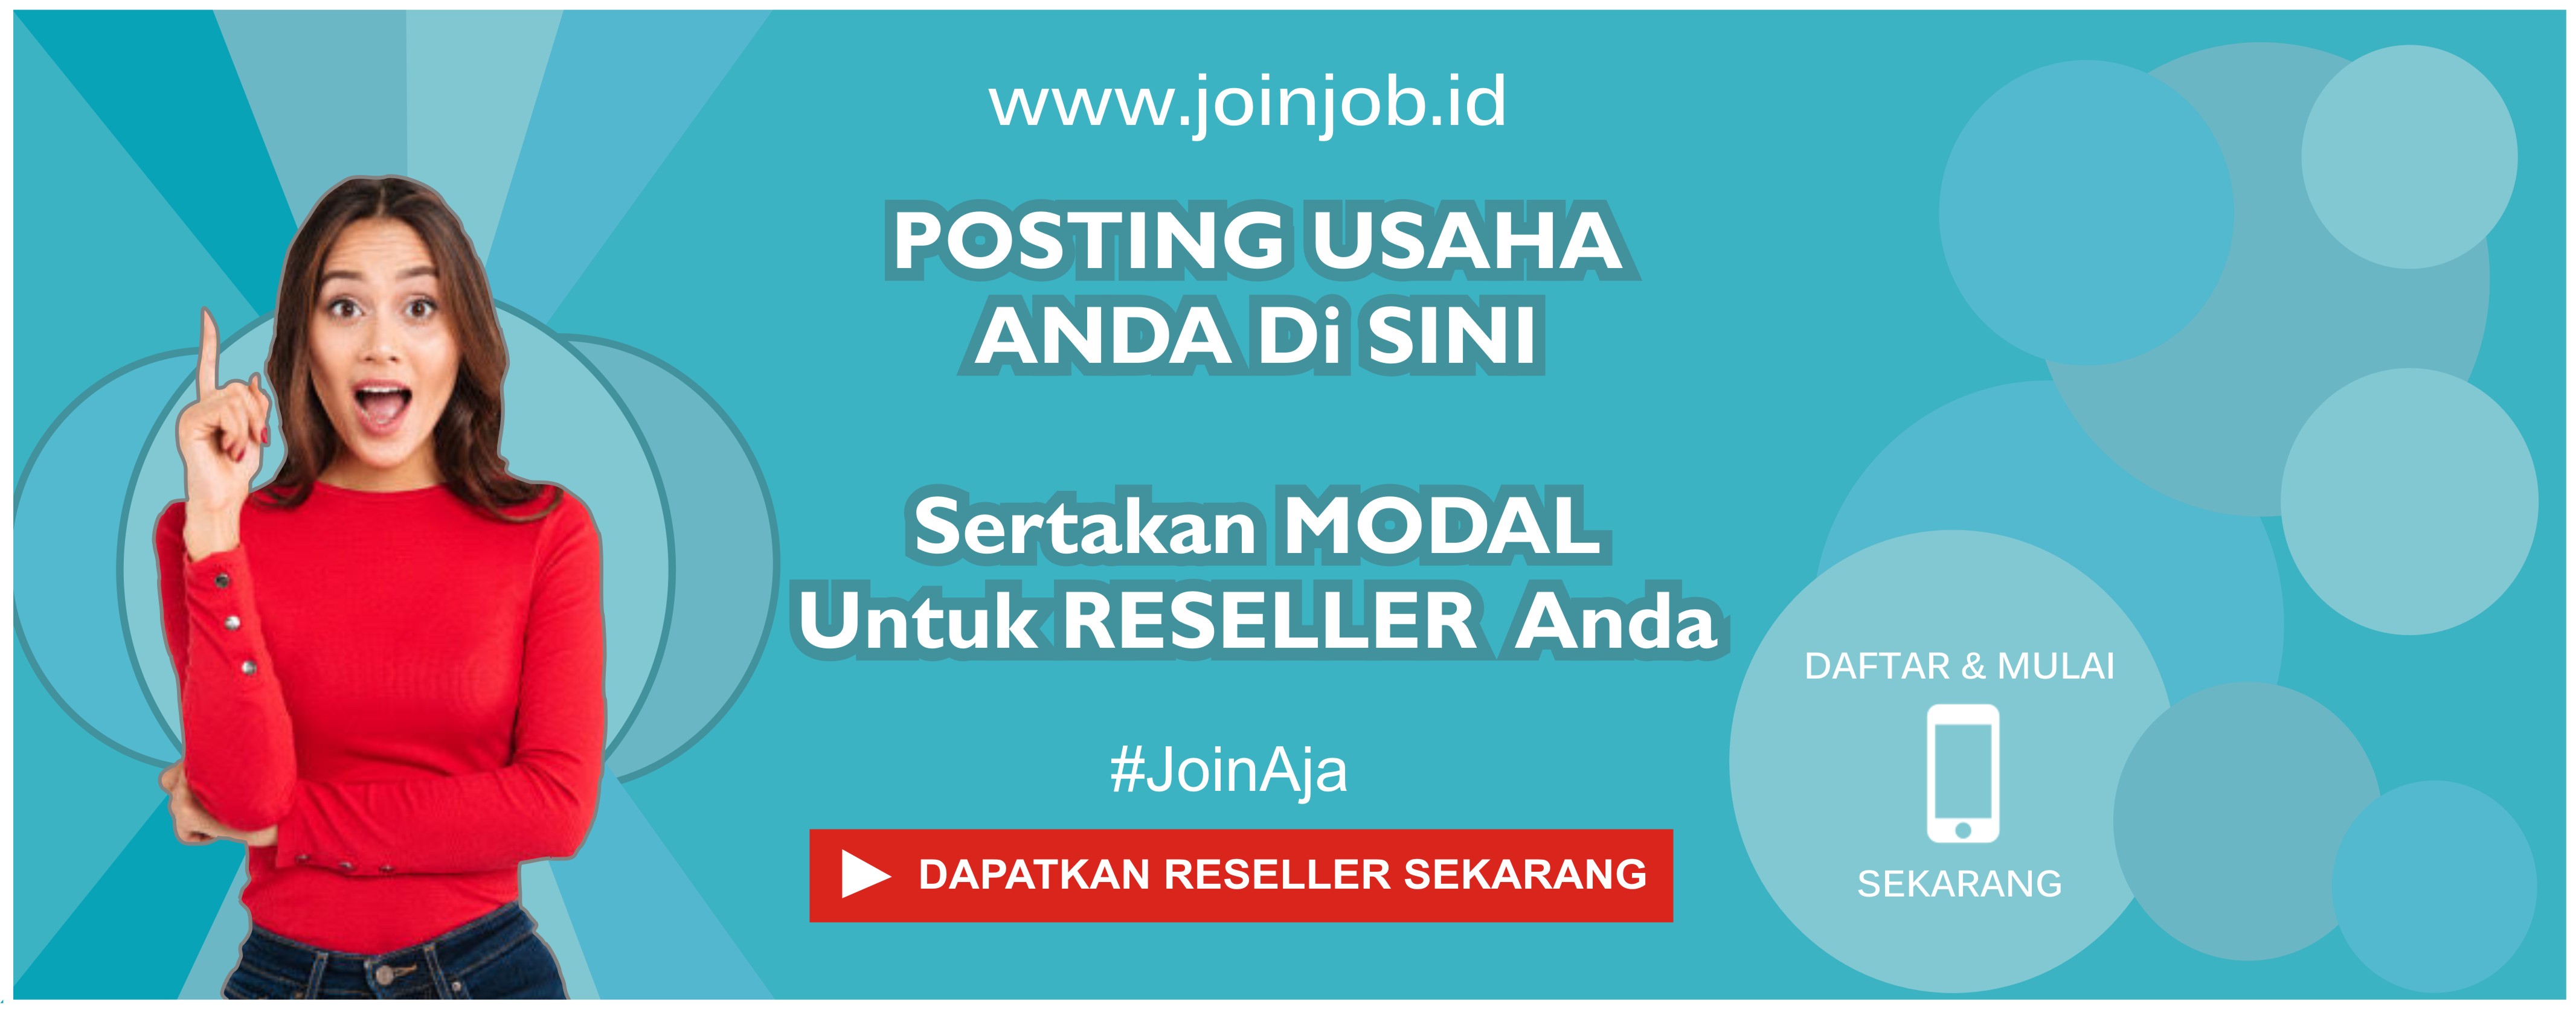 www.joinjob.id
POSTING USAHA
ANDA Di SINI
Sertakan MODAL
Untuk RESELLER Anda
#JoinAja
DAPATKAN RESELLER SEKARANG
DAFTAR & MULAI
SEKARANG